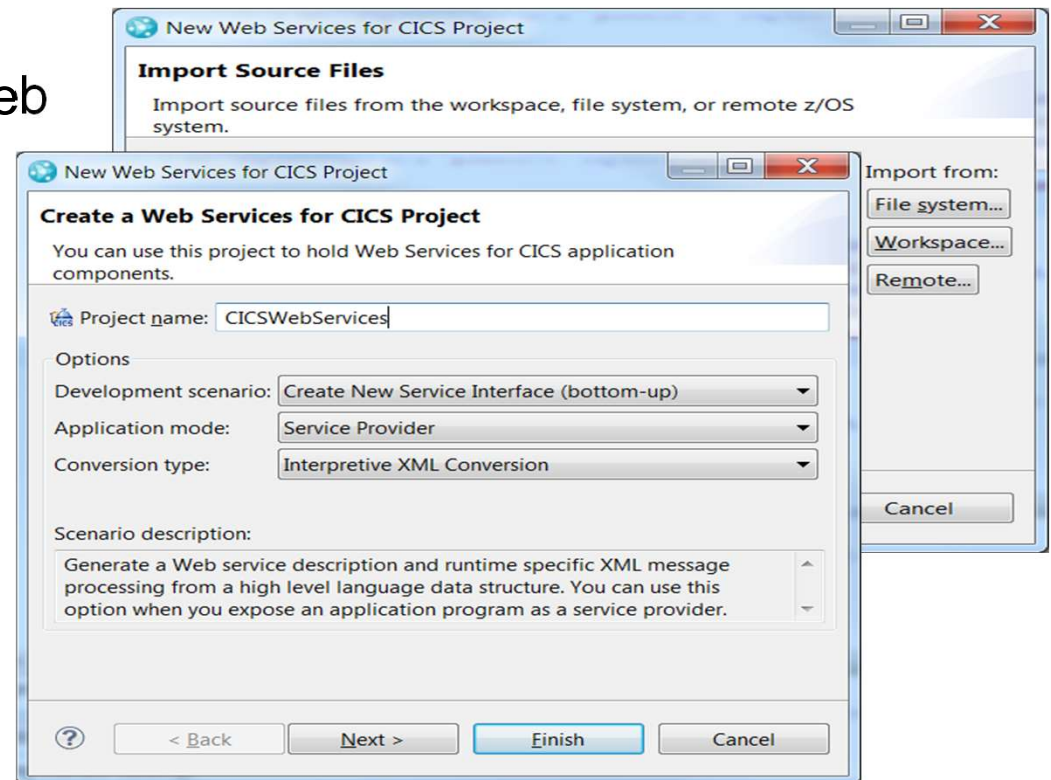 eb
New Web Services for CICS Project
Import Source Files
Import source files from the workspace, file system, or remote z/OS
system.
Import from:
File system...
Workspace...
Remote...
Cancel
New Web Services for CICS Project
Create a Web Services for CICS Project
You can use this project to hold Web Services for CICS application
components.
CICS Project name: CICSWebServices
Options
Development scenario: Create New Service Interface (bottom-up)
Application mode: Service Provider
Conversion type: Interpretive XML Conversion
Scenario description:
Generate a Web service description and runtime specific XML message
processing from a high level language data structure. You can use this
option when you expose an application program as a service provider.
? < Back Next > Finish Cancel